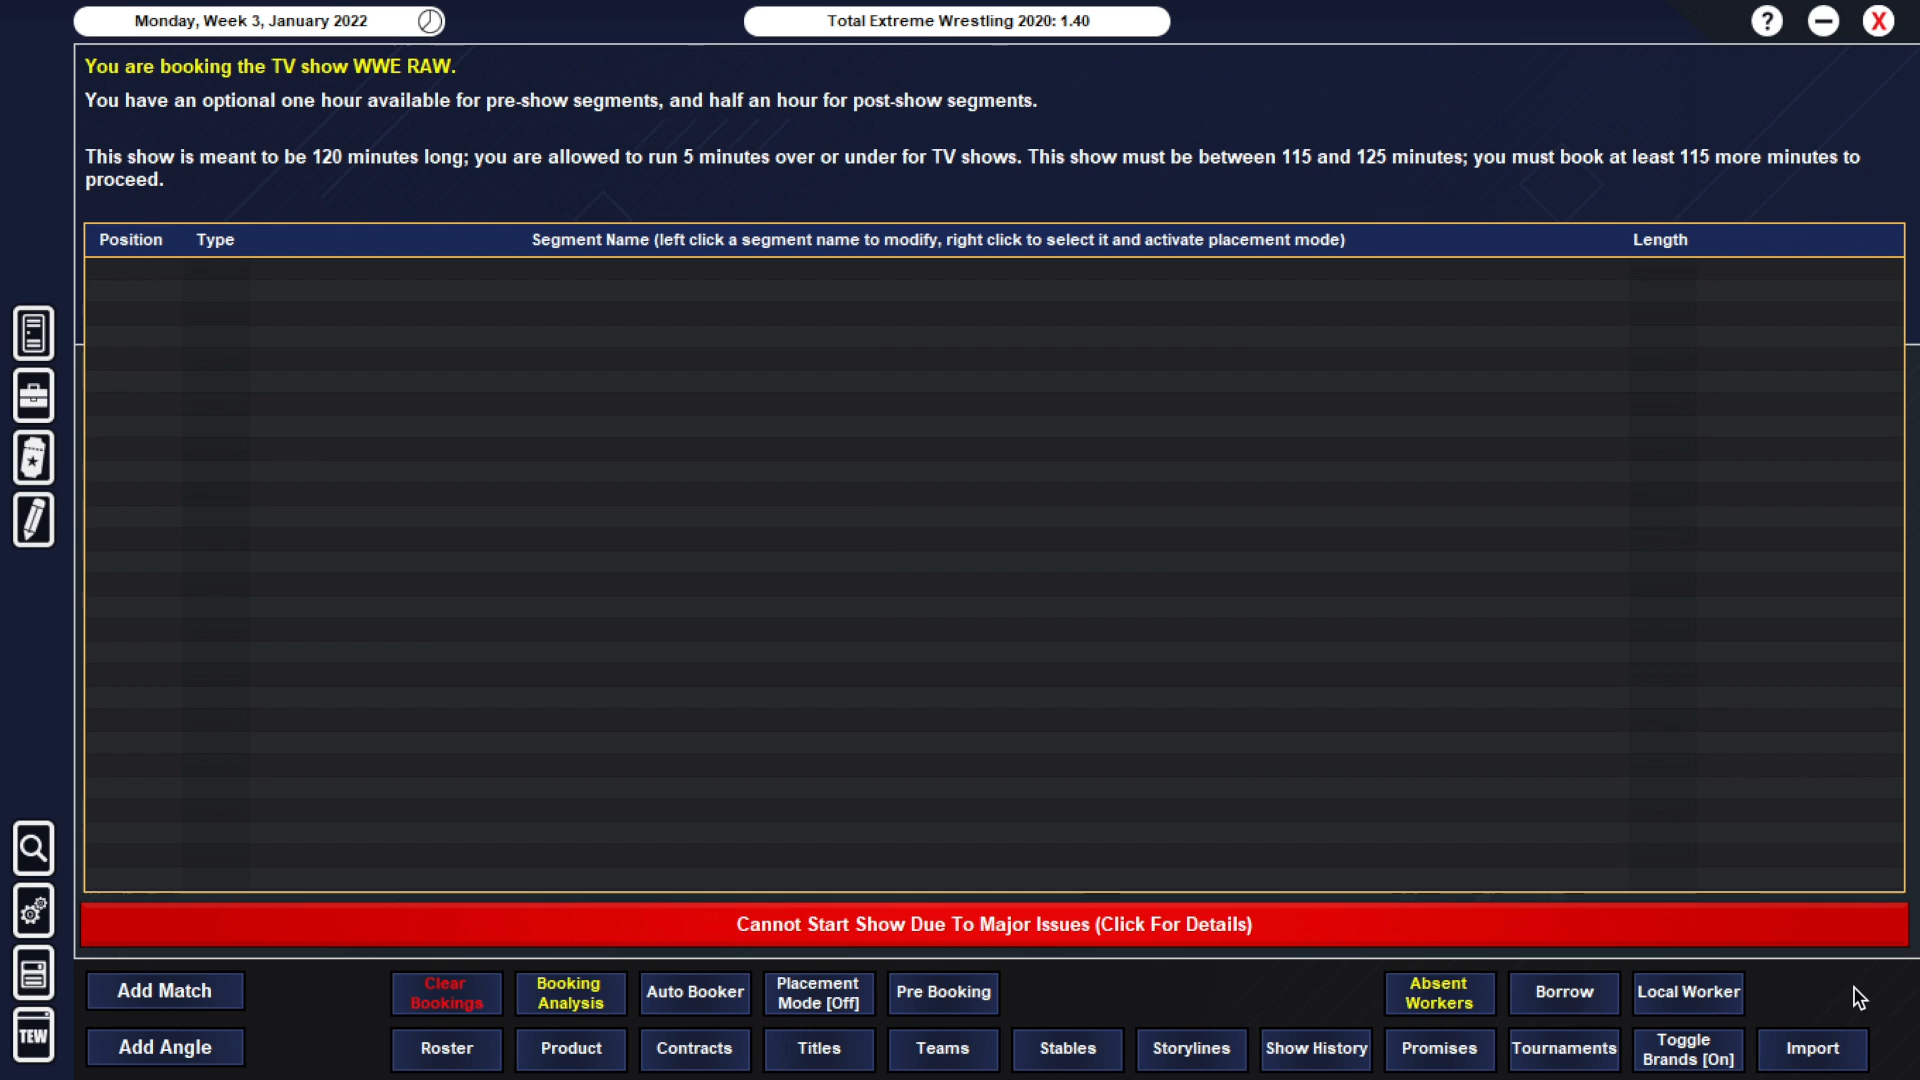 Monday, Week 3, January 2022
Total Extreme Wrestling 2020: 1.40
?
X
You are booking the TV show WWE RAW.
You have an optional one hour available for pre-show segments, and half an hour for post-show segments.
This show is meant to be 120 minutes long; you are allowed to run 5 minutes over or under for TV shows. This show must be between 115 and 125 minutes; you must book at least 115 more minutes to
proceed.
Position Type Segment Name (left click a segment name to modify, right click to select it and activate placement mode) Length
Cannot Start Show Due To Major Issues (Click For Details)
TEW
Add Match
Clear
Bookings
Booking
Analysis
Auto Booker
Placement
Mode [Off]
Pre Booking
Absent
Workers
Borrow
Local Worker
Add Angle
Roster
Product
Contracts
Titles
Teams
Stables
Storylines
Show History
Promises
Tournaments
Toggle
Brands [On]
Import